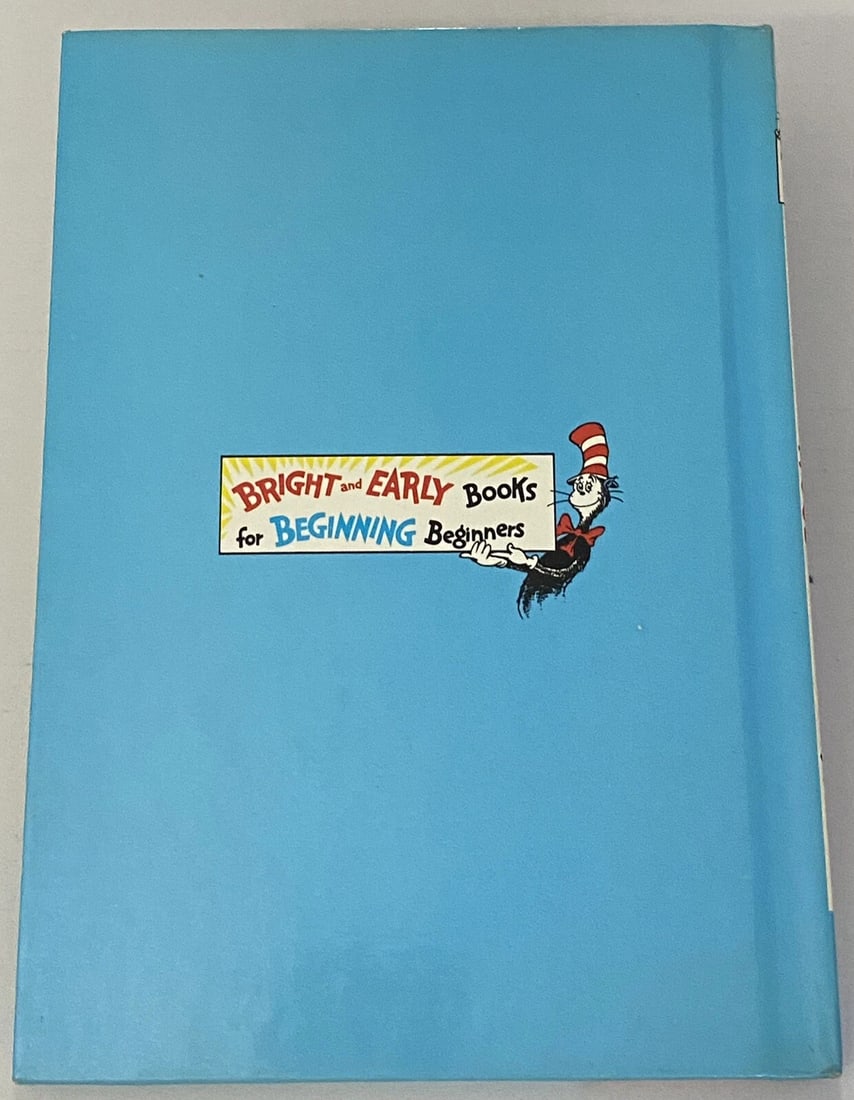 BRIGHT and EARLY Books
for BEGINNING Beginners